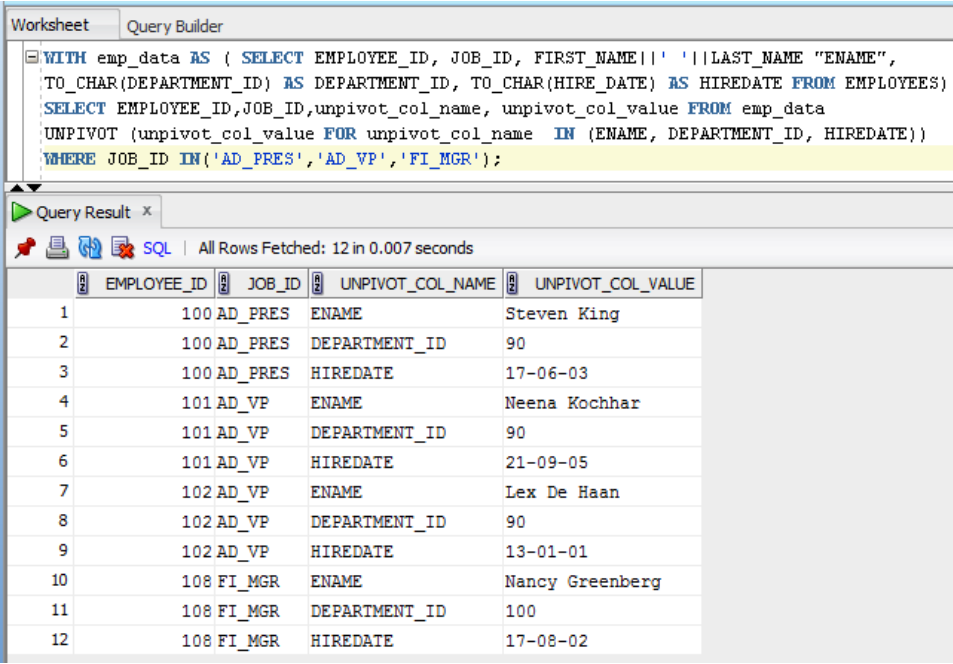 Worksheet Query Builder
WITH emp_data AS ( SELECT EMPLOYEE_ID, JOB_ID, FIRST_NAME||' '||LAST_NAME "ENAME",
TO_CHAR(DEPARTMENT_ID) AS DEPARTMENT_ID, TO_CHAR(HIRE_DATE) AS HIREDATE FROM EMPLOYEES)
SELECT EMPLOYEE_ID,JOB_ID,unpivot_col_name, unpivot_col_value FROM emp_data
UNPIVOT (unpivot_col_value FOR unpivot_col_name  IN (ENAME, DEPARTMENT_ID, HIREDATE))
WHERE JOB_ID IN('AD_PRES','AD_VP','FI_MGR');
Query Result x
SQL | All Rows Fetched: 12 in 0.007 seconds
EMPLOYEE_ID JOB_ID UNPIVOT_COL_NAME UNPIVOT_COL_VALUE
1 100 AD_PRES ENAME Steven King
2 100 AD_PRES DEPARTMENT_ID 90
3 100 AD_PRES HIREDATE 17-06-03
4 101 AD_VP ENAME Neena Kochhar
5 101 AD_VP DEPARTMENT_ID 90
6 101 AD_VP HIREDATE 21-09-05
7 102 AD_VP ENAME Lex De Haan
8 102 AD_VP DEPARTMENT_ID 90
9 102 AD_VP HIREDATE 13-01-01
10 108 FI_MGR ENAME Nancy Greenberg
11 108 FI_MGR DEPARTMENT_ID 100
12 108 FI_MGR HIREDATE 17-08-02